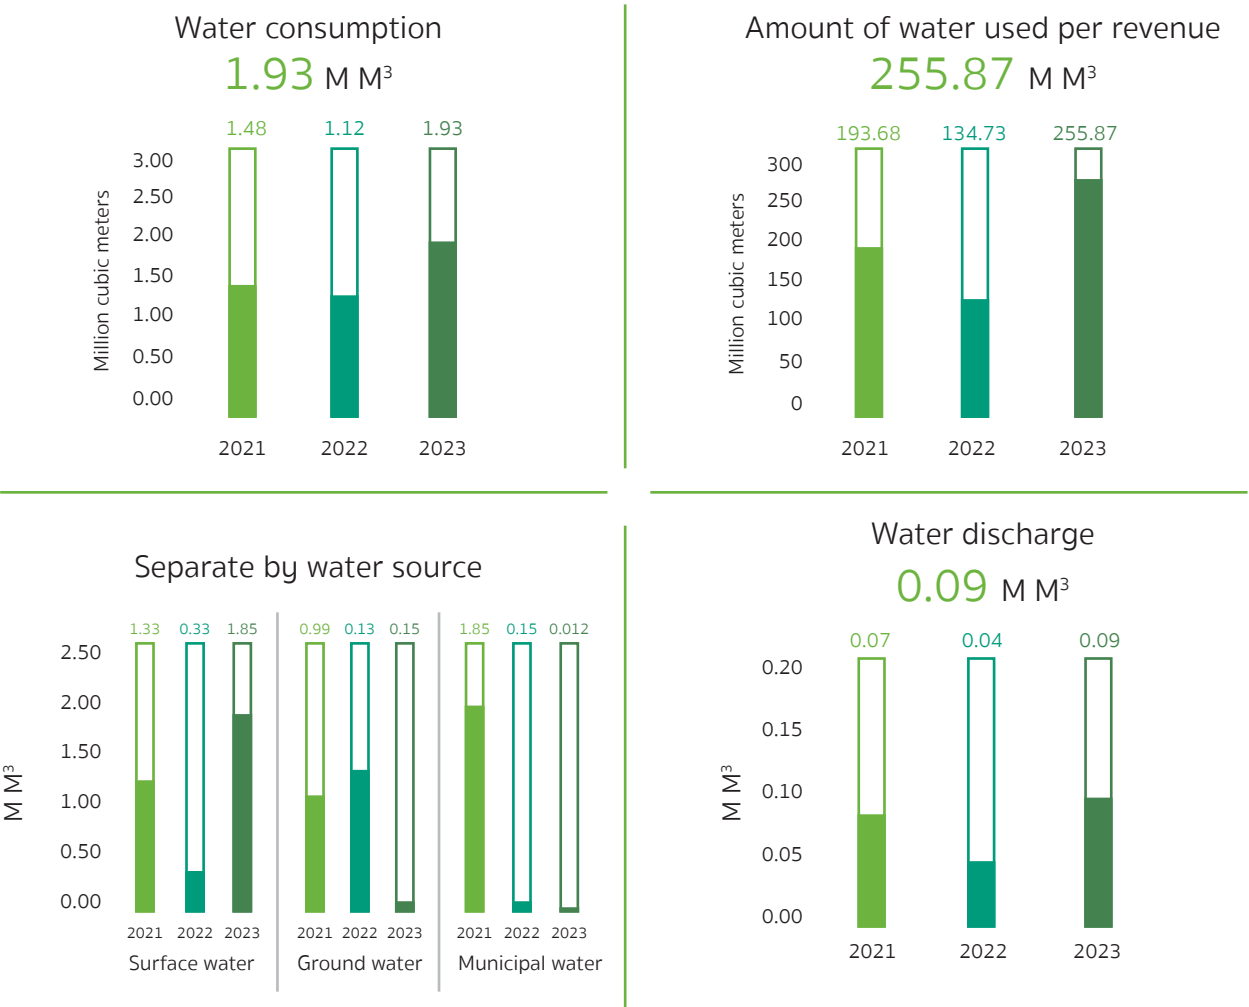 Water consumption
1.93 M M³
1.48 1.12 1.93
Million cubic meters
3.00
2.50
2.00
1.50
1.00
0.50
0.00
2021 2022 2023
Amount of water used per revenue
255.87 M M³
193.68 134.73 255.87
Million cubic meters
300
250
200
150
100
50
0
2021 2022 2023
Separate by water source
1.33 0.33 1.85 0.99 0.13 0.15 1.85 0.15 0.012
M M³
2.50
2.00
1.50
1.00
0.50
0.00
2021 2022 2023 2021 2022 2023 2021 2022 2023
Surface water Ground water Municipal water
Water discharge
0.09 M M³
0.07 0.04 0.09
M M³
0.20
0.15
0.10
0.05
0.00
2021 2022 2023